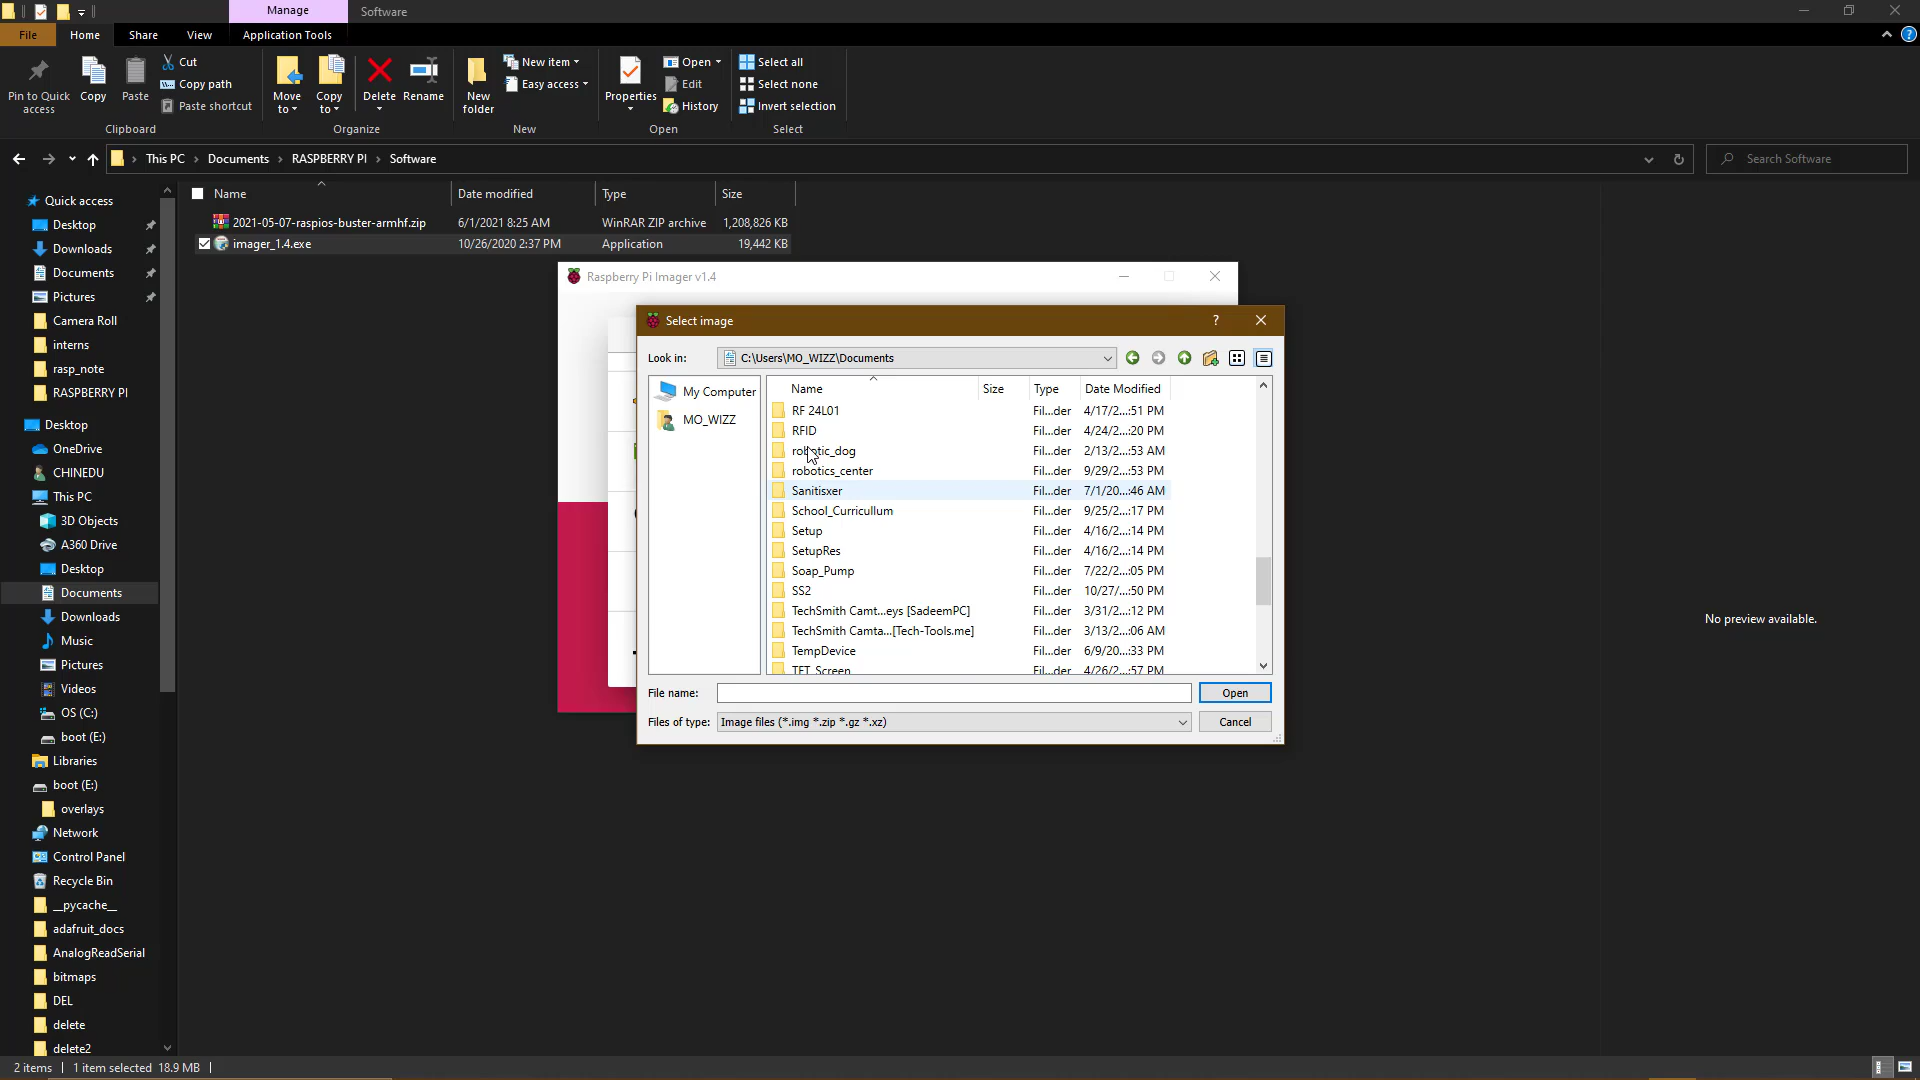 Manage
Software
File
Home
Share
View
Application Tools
Pin to Quick access
Copy
Paste
Cut
Copy path
Paste shortcut
Clipboard
Move to
Copy to
Delete
Rename
Organize
New folder
New item
Easy access
New
Properties
Open
Edit
History
Open
Select all
Select none
Invert selection
Select
This PC > Documents > RASPBERRY PI > Software
Search Software
Name
Date modified
Type
Size
2021-05-07-raspios-buster-armhf.zip 6/1/2021 8:25 AM WinRAR ZIP archive 1,208,826 KB
imager_1.4.exe 10/26/2020 2:37 PM Application 19,442 KB
Quick access
Desktop
Downloads
Documents
Pictures
Camera Roll
interns
rasp_note
RASPBERRY PI
Desktop
OneDrive
CHINEDU
This PC
3D Objects
A360 Drive
Desktop
Documents
Downloads
Music
Pictures
Videos
OS (C:)
boot (E:)
Libraries
boot (E:)
overlays
Network
Control Panel
Recycle Bin
__pycache__
adafruit_docs
AnalogReadSerial
bitmaps
DEL
delete
delete2
Raspberry Pi Imager v1.4
Select image
?
Look in:
C:\Users\MO_WIZZ\Documents
My Computer
MO_WIZZ
Name Size Type Date Modified
RF 24L01 Fil...der 4/17/2...:51 PM
RFID Fil...der 4/24/2...:20 PM
robotic_dog Fil...der 2/13/2...:53 AM
robotics_center Fil...der 9/29/2...:53 PM
Sanitisxer Fil...der 7/1/20...:46 AM
School_Curricullum Fil...der 9/25/2...:17 PM
Setup Fil...der 4/16/2...:14 PM
SetupRes Fil...der 4/16/2...:14 PM
Soap_Pump Fil...der 7/22/2...:05 PM
SS2 Fil...der 10/27/...:50 PM
TechSmith Camt...eys [SadeemPC] Fil...der 3/31/2...:12 PM
TechSmith Camta...[Tech-Tools.me] Fil...der 3/13/2...:06 AM
TempDevice Fil...der 6/9/20...:33 PM
TFT_Screen Fil...der 4/26/2...:57 PM
File name:
Open
Files of type:
Image files (*.img *.zip *.gz *.xz)
Cancel
No preview available.
2 items
1 item selected 18.9 MB